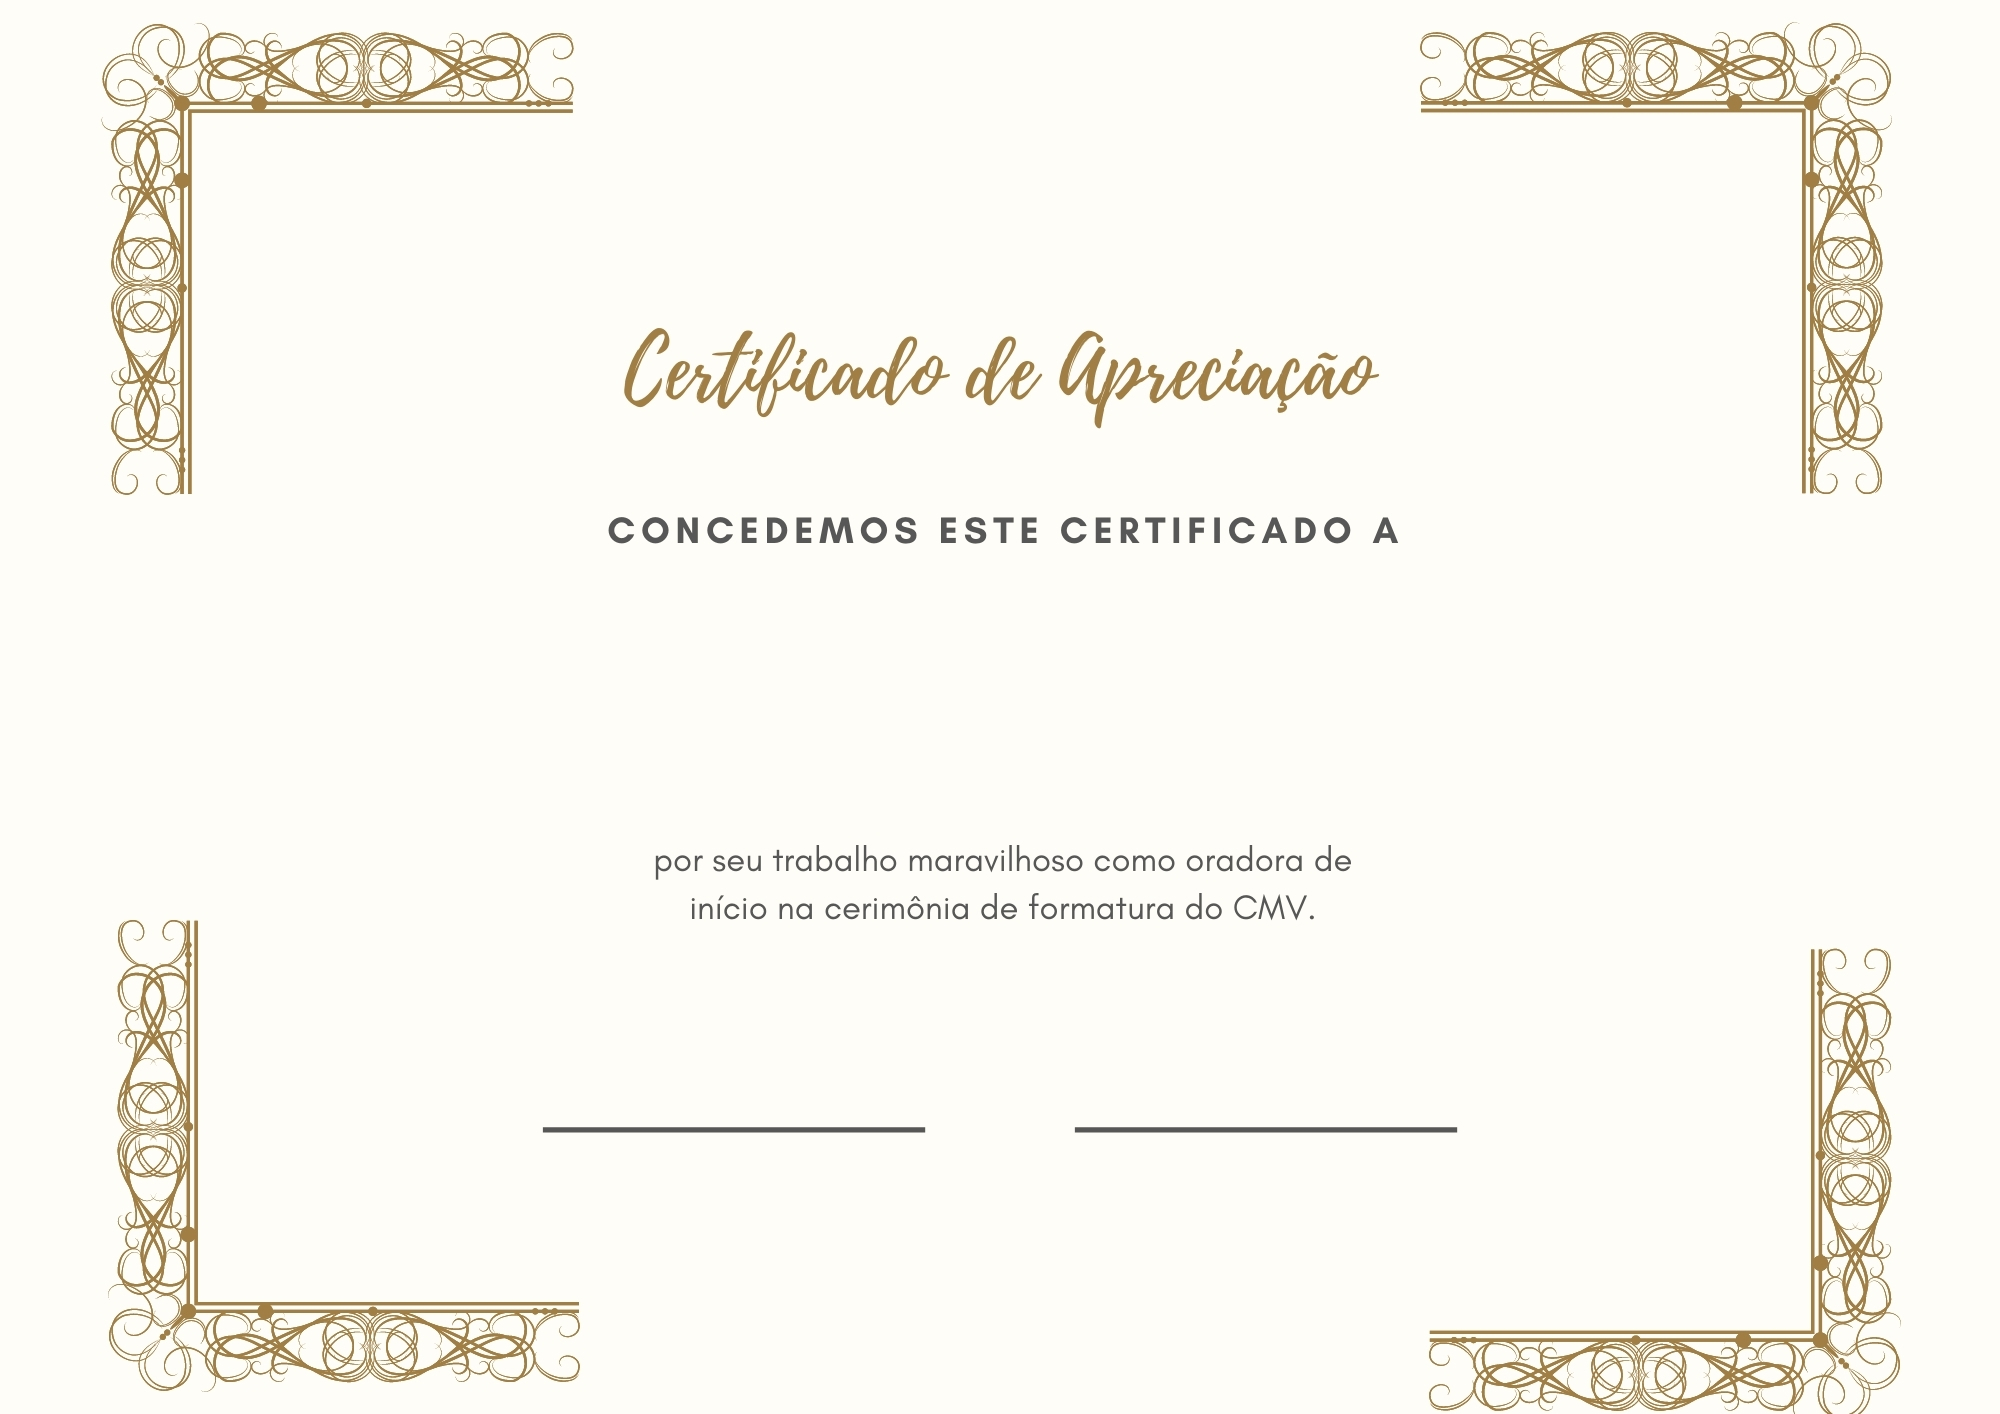 Certificado de Apreciação
CONCEDEMOS ESTE CERTIFICADO A
por seu trabalho maravilhoso como oradora de
início na cerimônia de formatura do CMV.